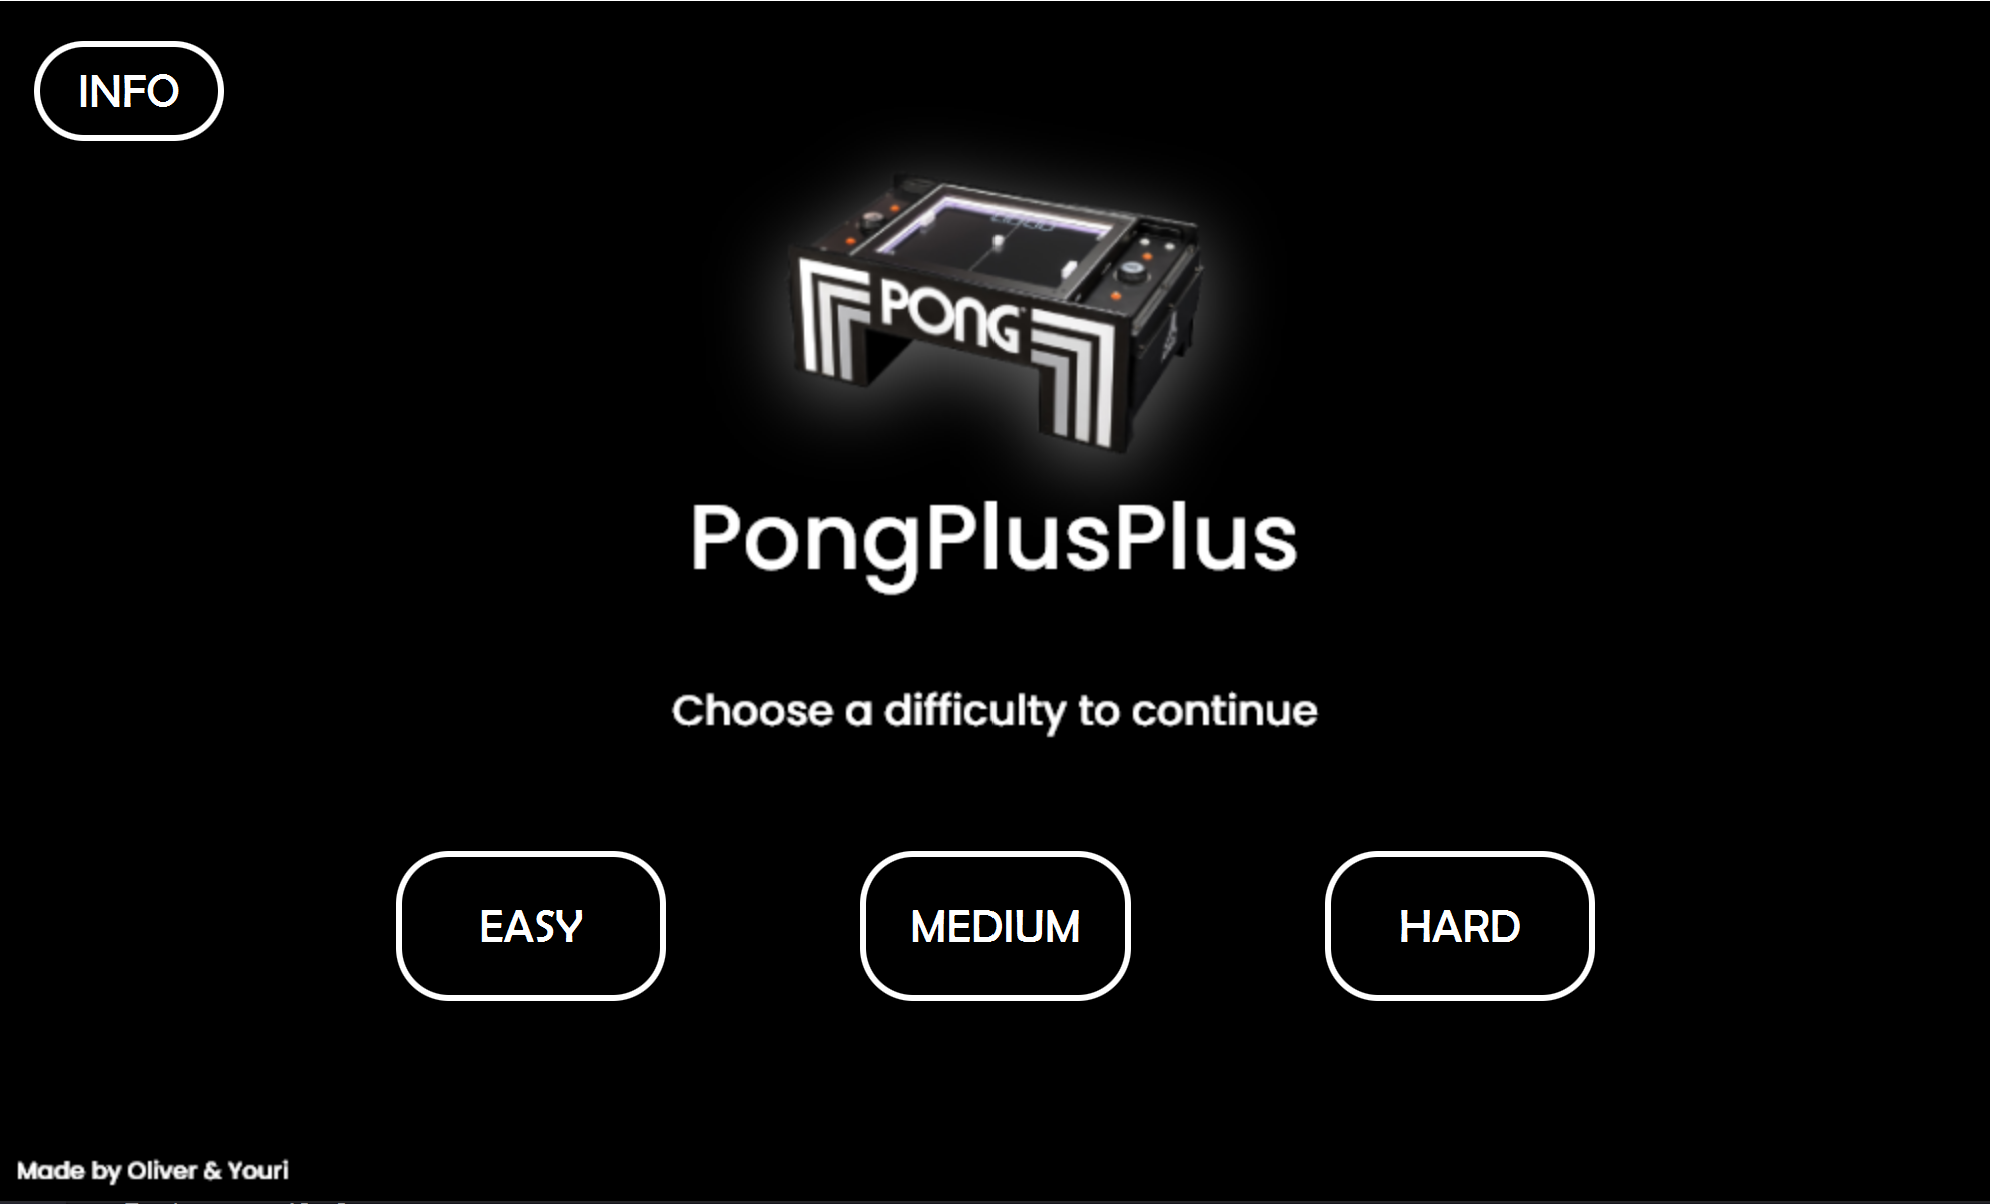 INFO
PONG
PongPlusPlus
Choose a difficulty to continue
EASY
MEDIUM
HARD
Made by Oliver & Youri